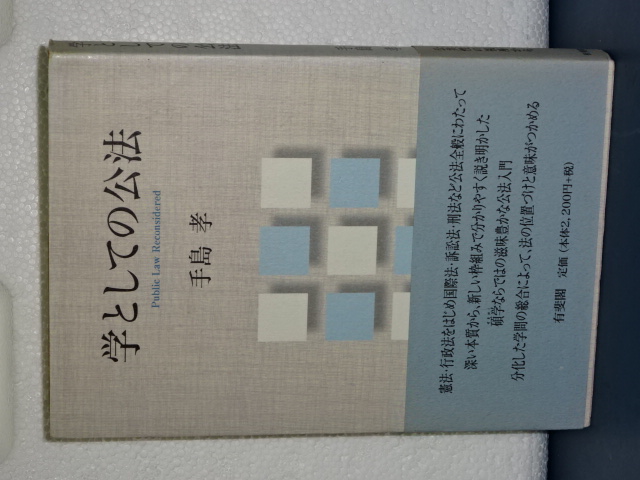 学としての公法
Public Law Reconsidered
手島 孝
憲法・行政法をはじめ国際法・訴訟法・刑法など公法全般にわたって
深い本質から、新しい枠組みで分かりやすく説き明かした
碩学ならではの滋味豊かな公法入門
分化した学問の総合によって、法の位置づけと意味がつかめる
有斐閣 定価(本体2,200円+税)